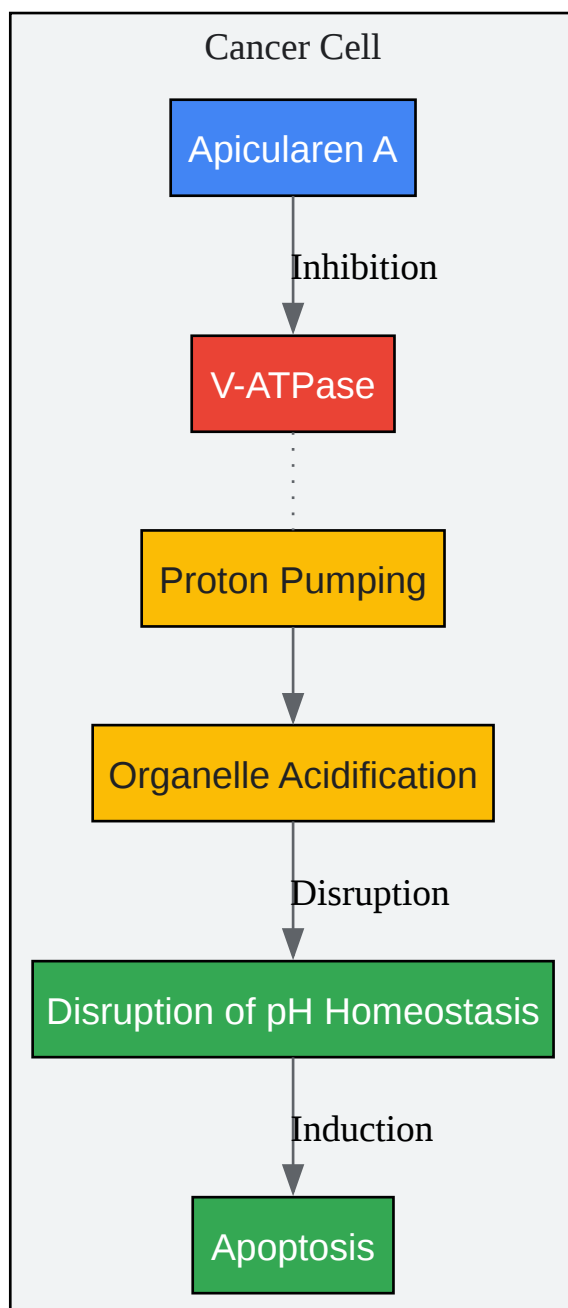 Cancer Cell
Apicularen A
Inhibition
V-ATPase
Proton Pumping
Organelle Acidification
Disruption
Disruption of pH Homeostasis
Induction
Apoptosis